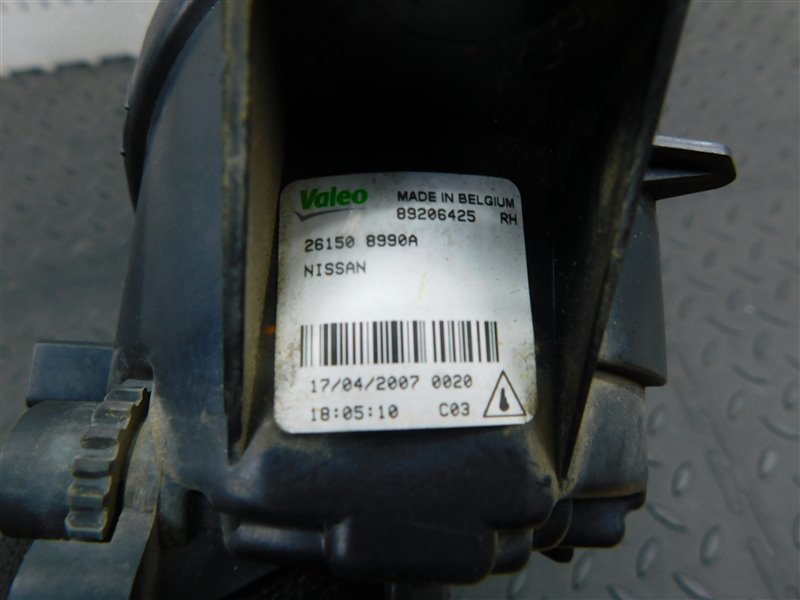 Valeo MADE IN BELGIUM
89206425 RH
26150 8990A
NISSAN
17/04/2007 0020
18:05:10 C03